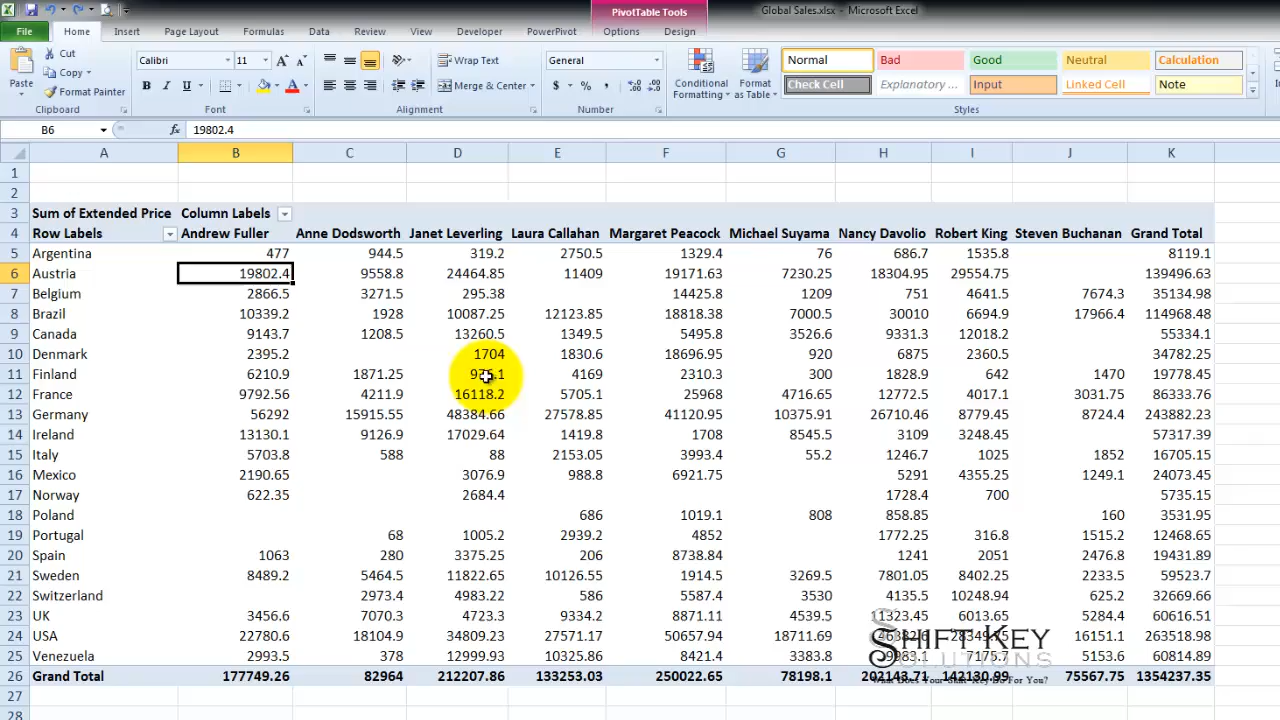 PivotTable Tools
Global Sales.xlsx - Microsoft Excel
File Home Insert Page Layout Formulas Data Review View Developer PowerPivot Options Design
Cut
Copy
Format Painter
Paste
Clipboard
Calibri 11
B I U
Font
Wrap Text
Merge & Center
Alignment
General
$ % ,
Number
Conditional Formatting
Format as Table
Normal Bad Good Neutral Calculation
Check Cell Explanatory ... Input Linked Cell Note
Styles
B6 fx 19802.4
A B C D E F G H I J K
1
2
3 Sum of Extended Price Column Labels
4 Row Labels Andrew Fuller Anne Dodsworth Janet Leverling Laura Callahan Margaret Peacock Michael Suyama Nancy Davolio Robert King Steven Buchanan Grand Total
5 Argentina 477 944.5 319.2 2750.5 1329.4 76 686.7 1535.8 8119.1
6 Austria 19802.4 9558.8 24464.85 11409 19171.63 7230.25 18304.95 29554.75 139496.63
7 Belgium 2866.5 3271.5 295.38 14425.8 1209 751 4641.5 7674.3 35134.98
8 Brazil 10339.2 1928 10087.25 12123.85 18818.38 7000.5 30010 6694.9 17966.4 114968.48
9 Canada 9143.7 1208.5 13260.5 1349.5 5495.8 3526.6 9331.3 12018.2 55334.1
10 Denmark 2395.2 1704 1830.6 18696.95 920 6875 2360.5 34782.25
11 Finland 6210.9 1871.25 4169 2310.3 300 1828.9 642 1470 19778.45
12 France 9792.56 4211.9 16118.2 5705.1 25968 4716.65 12772.5 4017.1 3031.75 86333.76
13 Germany 56292 15915.55 48384.66 27578.85 41120.95 10375.91 26710.46 8779.45 8724.4 243882.23
14 Ireland 13130.1 9126.9 17029.64 1419.8 1708 8545.5 3109 3248.45 57317.39
15 Italy 5703.8 588 88 2153.05 3993.4 55.2 1246.7 1025 1852 16705.15
16 Mexico 2190.65 3076.9 988.8 6921.75 5291 4355.25 1249.1 24073.45
17 Norway 622.35 2684.4 1728.4 700 5735.15
18 Poland 686 1019.1 808 858.85 160 3531.95
19 Portugal 68 1005.2 2939.2 4852 1772.25 316.8 1515.2 12468.65
20 Spain 1063 280 3375.25 206 8738.84 1241 2051 2476.8 19431.89
21 Sweden 8489.2 5464.5 11822.65 10126.55 1914.5 3269.5 7801.05 8402.25 2233.5 59523.7
22 Switzerland 2973.4 4983.22 586 5587.4 3530 4135.5 10248.94 625.2 32669.66
23 UK 3456.6 7070.3 4723.3 9334.2 8871.11 4539.5 11323.45 6013.65 5284.4 60616.51
24 USA 22780.6 18104.9 34809.23 27571.17 50657.94 18711.69 16151.1 263518.98
25 Venezuela 2993.5 378 12999.93 10325.86 8421.4 3383.8 5153.6 60814.89
26 Grand Total 177749.26 82964 212207.86 133253.03 250022.65 78198.1 202143.71 142130.99 75567.75 1354237.35
27
28
Shift Key
Solutions
What Does Your Shift Key Do For You?